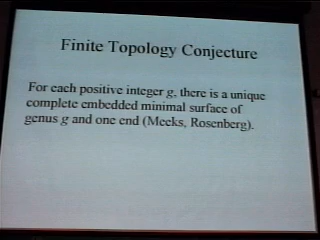 Finite Topology Conjecture
For each positive integer g, there is a unique
complete embedded minimal surface of
genus g and one end (Meeks, Rosenberg).